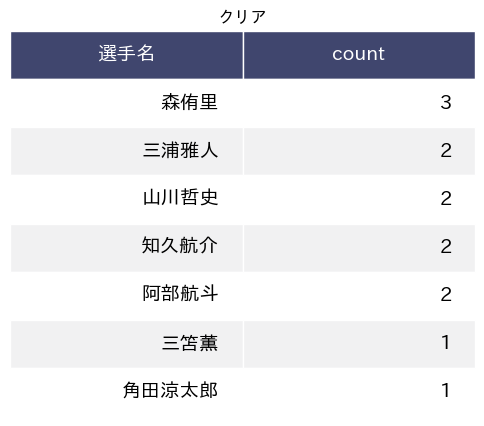 クリア
選手名 count
森侑里 3
三浦雅人 2
山川哲史 2
知久航介 2
阿部航斗 2
三笘薫 1
角田涼太郎 1